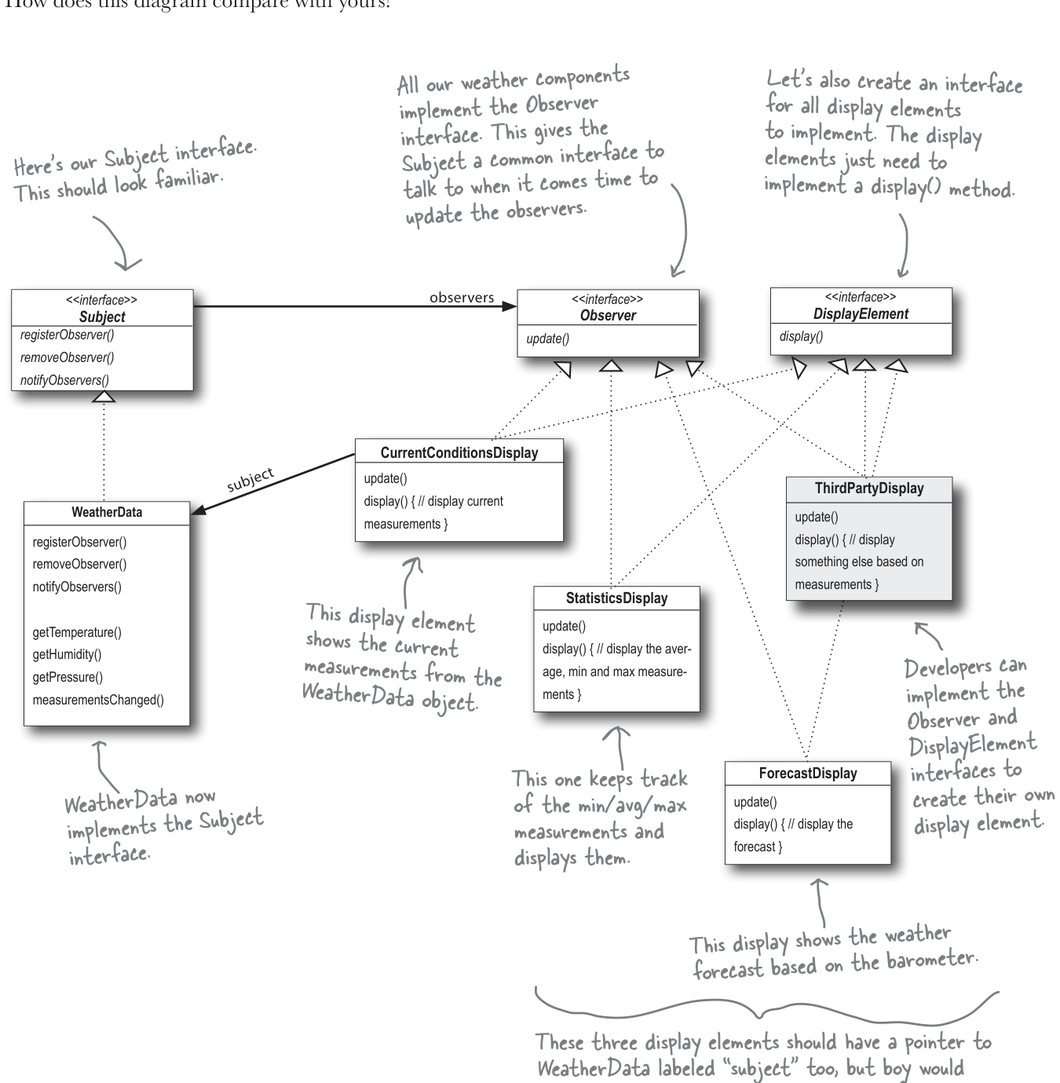 How does this diagram compare with yours?
Here's our Subject interface.
This should look familiar.
All our weather components
implement the Observer
interface. This gives the
Subject a common interface to
talk to when it comes time to
update the observers.
Let's also create an interface
for all display elements
to implement. The display
elements just need to
implement a display() method.
<<interface>>
Subject
registerObserver()
removeObserver()
notifyObservers()
observers
<<interface>>
Observer
update()
<<interface>>
DisplayElement
display()
subject
CurrentConditionsDisplay
update()
display() { // display current
measurements }
WeatherData
registerObserver()
removeObserver()
notifyObservers()
getTemperature()
getHumidity()
getPressure()
measurementsChanged()
ThirdPartyDisplay
update()
display() { // display
something else based on
measurements }
StatisticsDisplay
update()
display() { // display the aver-
age, min and max measure-
ments }
This display element
shows the current
measurements from the
WeatherData object.
Developers can
implement the
Observer and
DisplayElement
interfaces to
create their own
display element.
WeatherData now
implements the Subject
interface.
This one keeps track
of the min/avg/max
measurements and
displays them.
ForecastDisplay
update()
display() { // display the
forecast }
This display shows the weather
forecast based on the barometer.
These three display elements should have a pointer to
WeatherData labeled "subject" too, but boy would